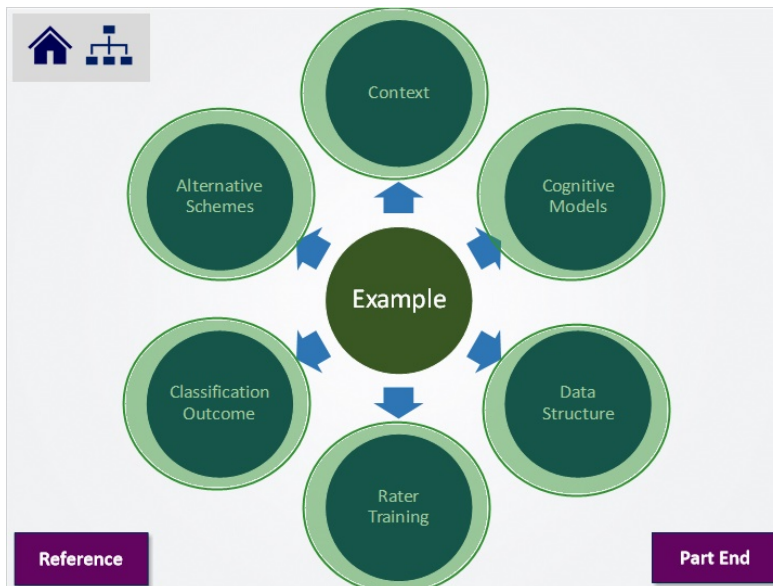 Context
Alternative
Schemes
Cognitive
Models
Example
Classification
Outcome
Data
Structure
Rater
Training
Reference
Part End